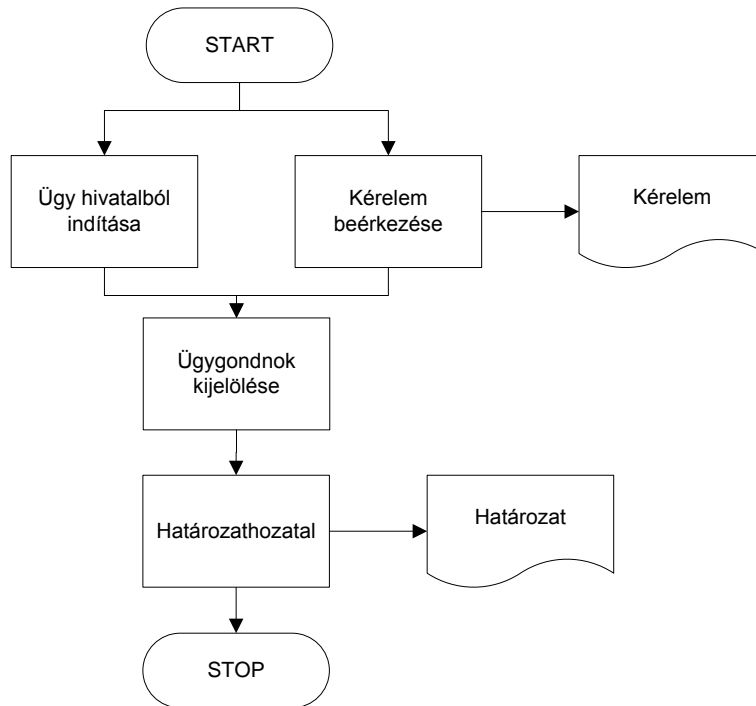 START
Ügy hivatalból
indítása
Kérelem
beérkezése
Kérelem
Ügygondnok
kijelölése
Határozathozatal
Határozat
STOP